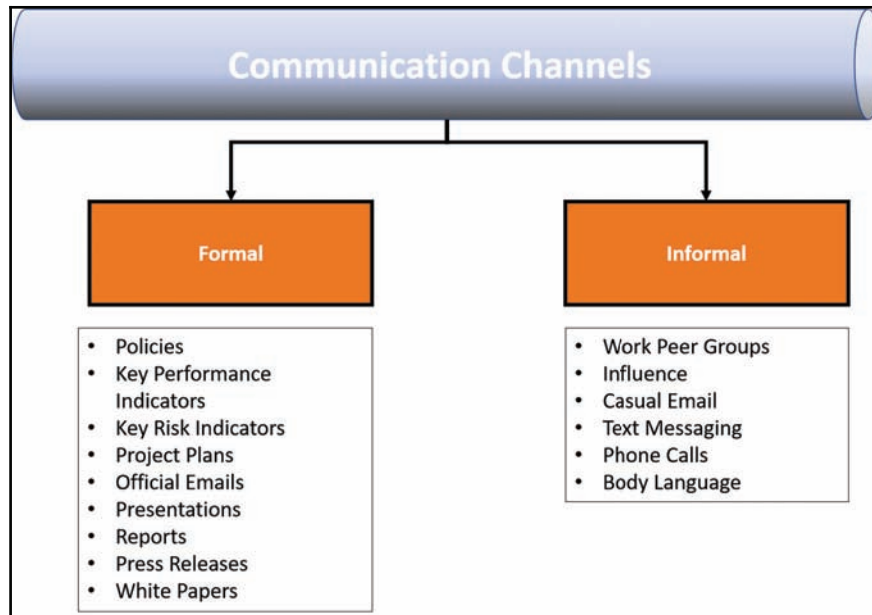 Communication Channels
Formal
Informal
• Policies
• Key Performance
Indicators
• Key Risk Indicators
• Project Plans
• Official Emails
• Presentations
• Reports
• Press Releases
• White Papers
• Work Peer Groups
• Influence
• Casual Email
• Text Messaging
• Phone Calls
• Body Language